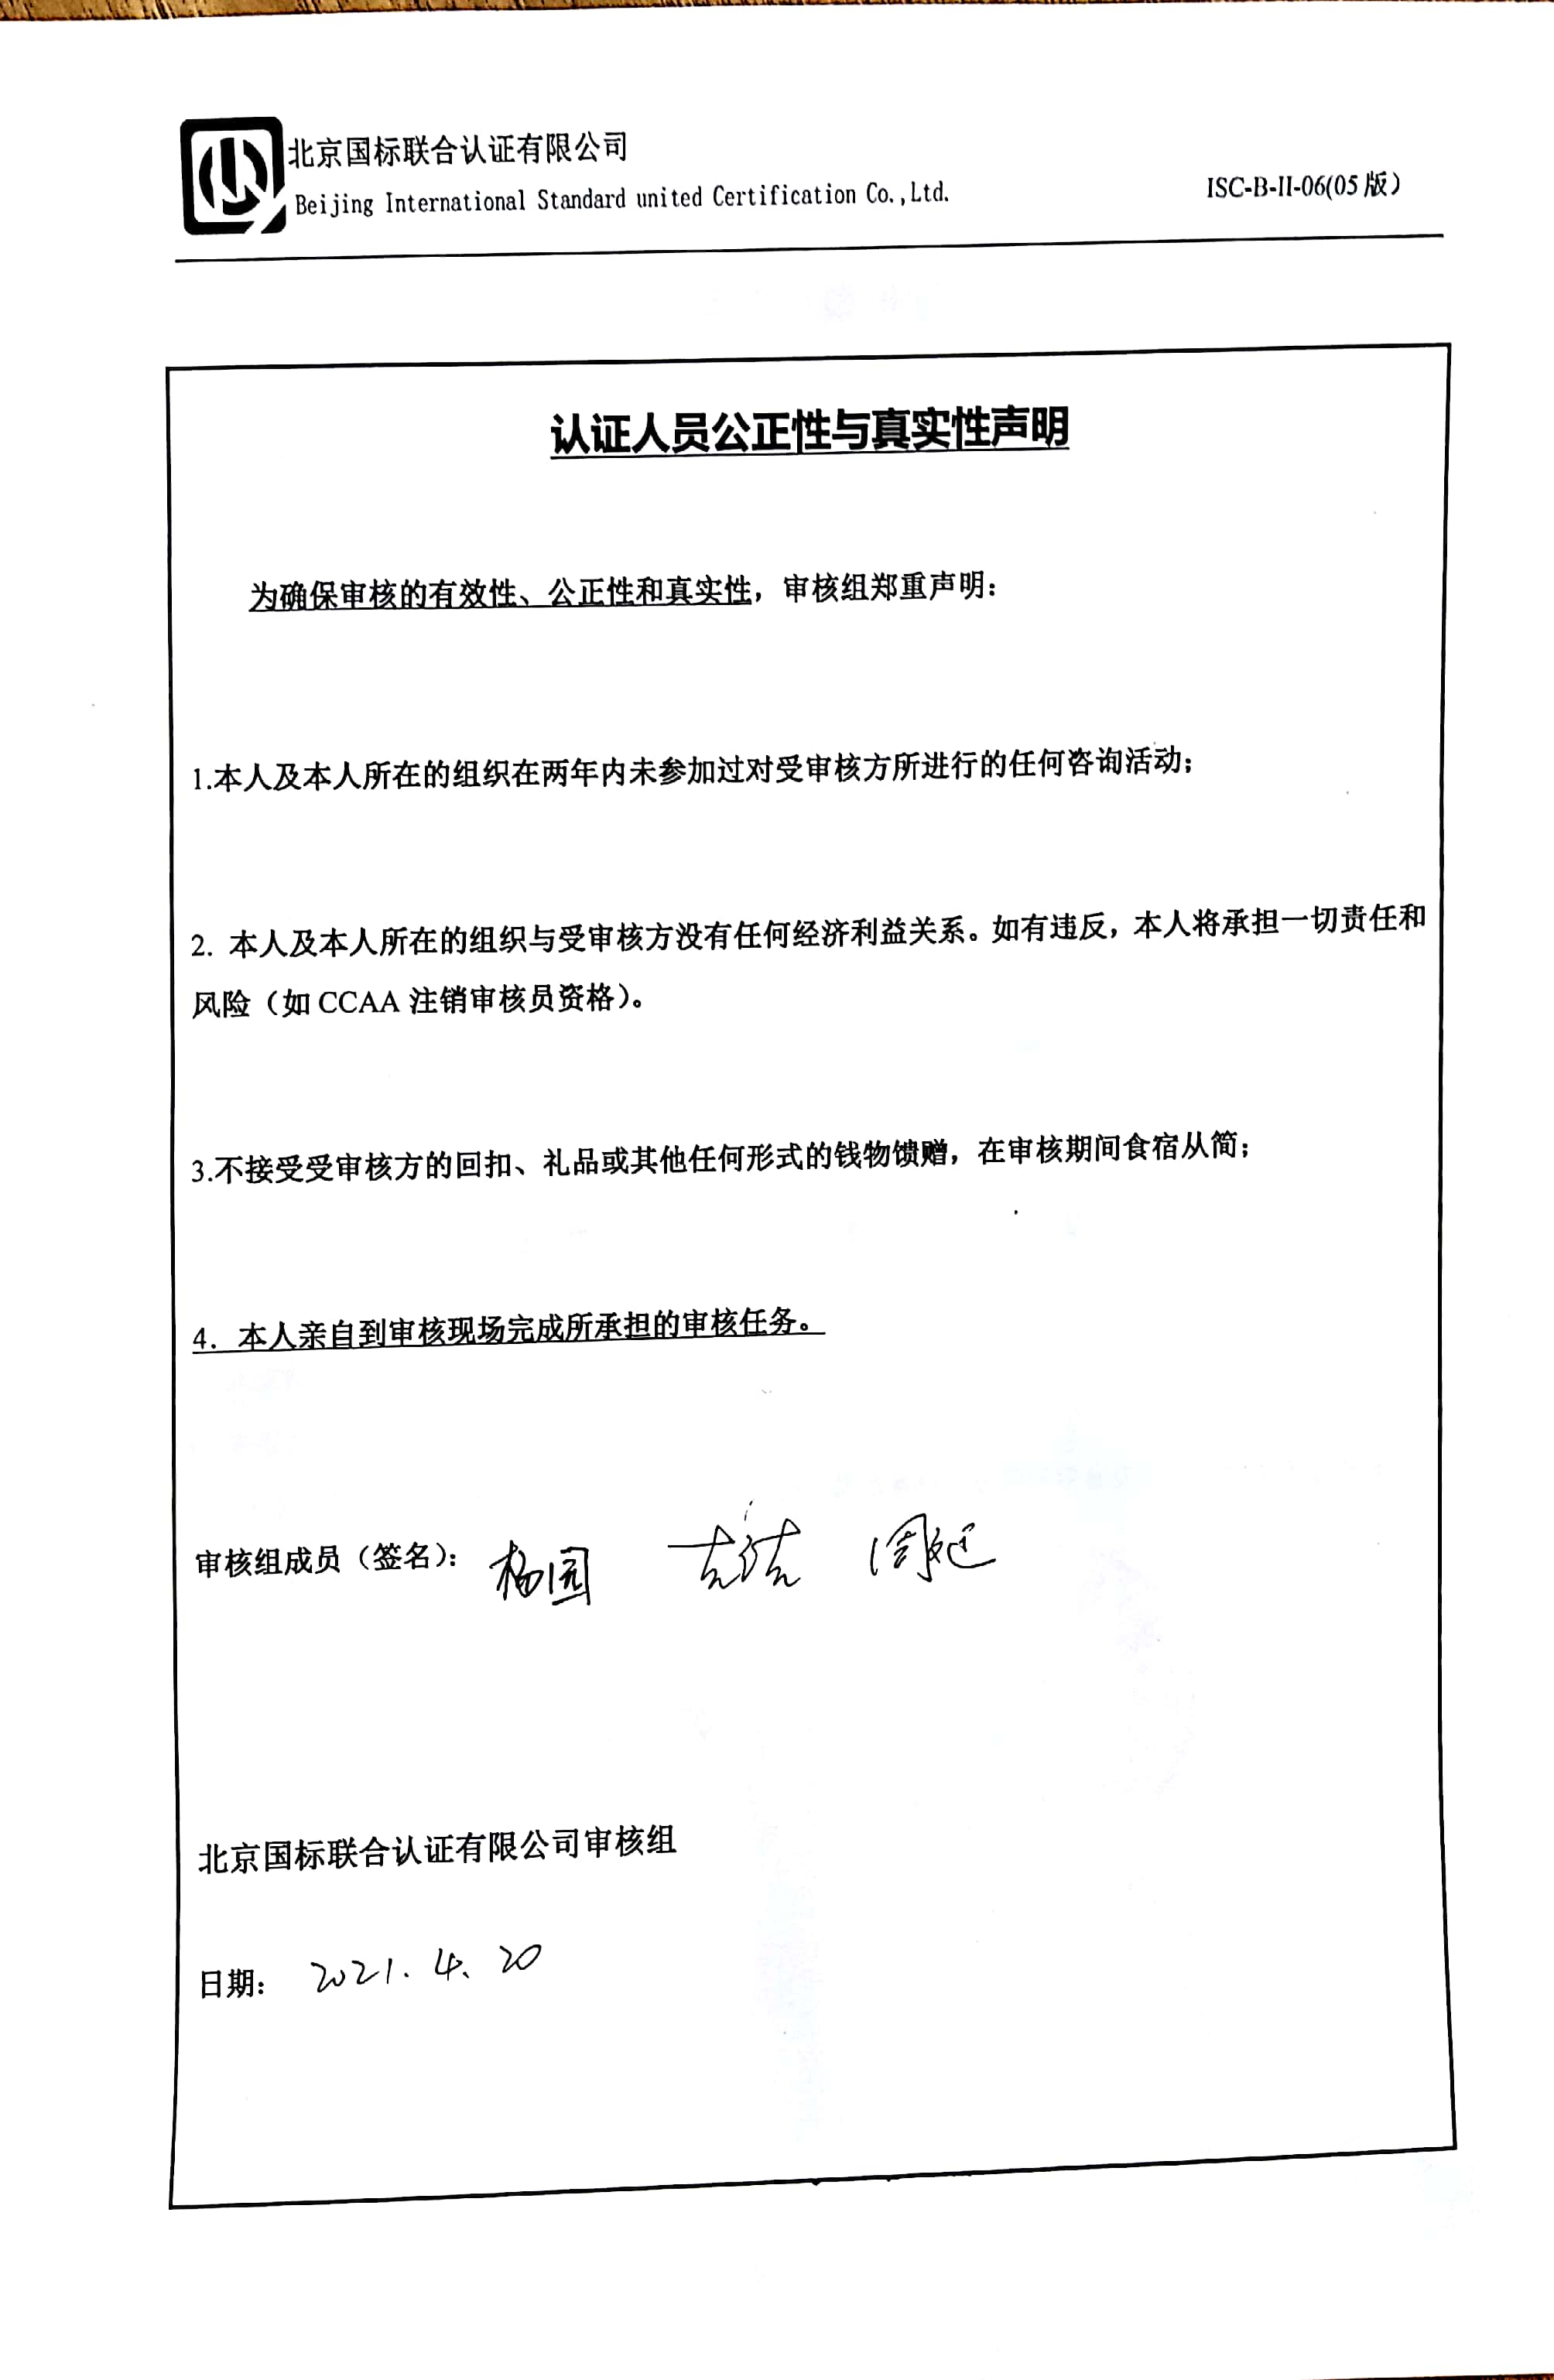 北京国标联合认证有限公司
Beijing International Standard united Certification Co.,Ltd.
ISC-B-II-06(05 版)
认证人员公正性与真实性声明
为确保审核的有效性、公正性和真实性，审核组郑重声明：
1.本人及本人所在的组织在两年内未参加过对受审核方所进行的任何咨询活动；
2. 本人及本人所在的组织与受审核方没有任何经济利益关系。如有违反，本人将承担一切责任和
风险（如 CCAA 注销审核员资格）。
3.不接受受审核方的回扣、礼品或其他任何形式的钱物馈赠，在审核期间食宿从简；
4. 本人亲自到审核现场完成所承担的审核任务。
审核组成员（签名）： 杨园
北京国标联合认证有限公司审核组
日期： 2021.4.20